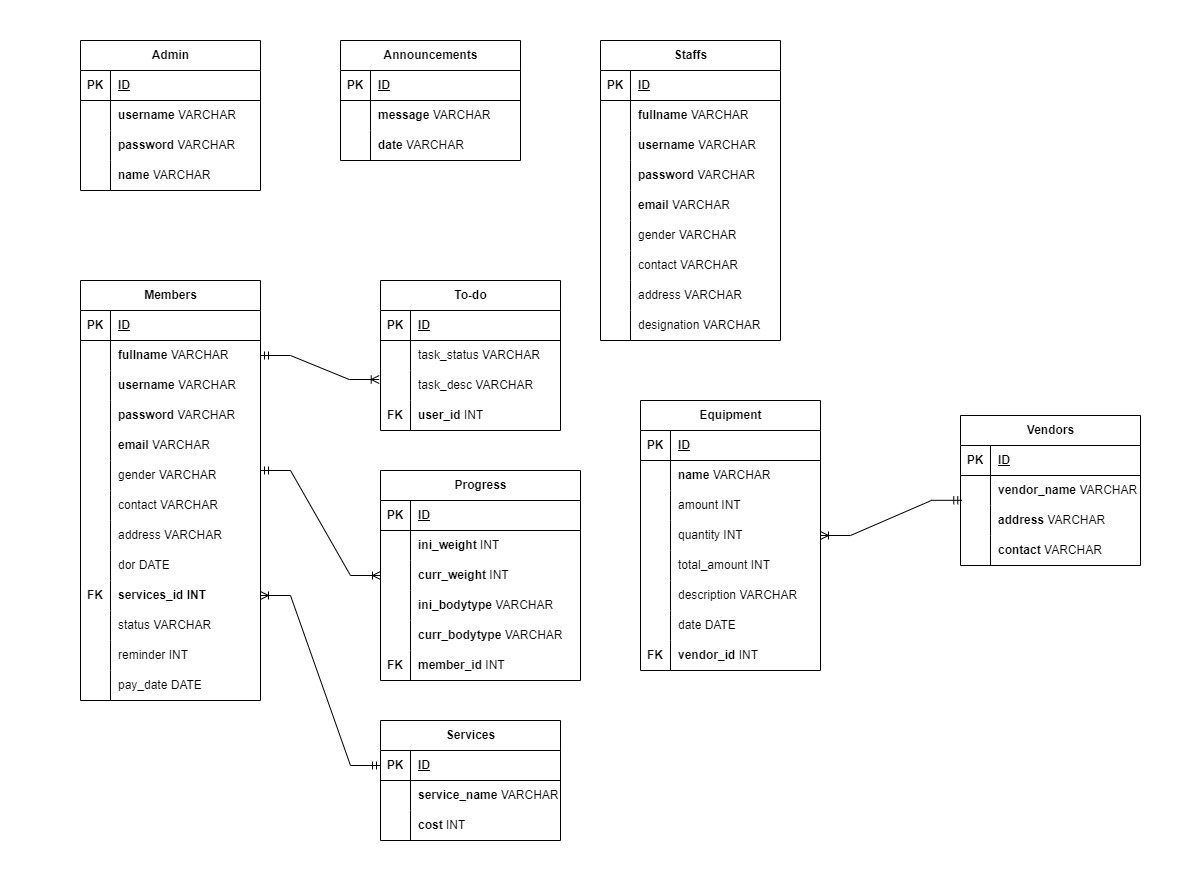 Admin
PK ID
username VARCHAR
password VARCHAR
name VARCHAR
Announcements
PK ID
message VARCHAR
date VARCHAR
Staffs
PK ID
fullname VARCHAR
username VARCHAR
password VARCHAR
email VARCHAR
gender VARCHAR
contact VARCHAR
address VARCHAR
designation VARCHAR
Members
PK ID
fullname VARCHAR
username VARCHAR
password VARCHAR
email VARCHAR
gender VARCHAR
contact VARCHAR
address VARCHAR
dor DATE
FK services_id INT
status VARCHAR
reminder INT
pay_date DATE
To-do
PK ID
task_status VARCHAR
task_desc VARCHAR
FK user_id INT
Progress
PK ID
ini_weight INT
curr_weight INT
ini_bodytype VARCHAR
curr_bodytype VARCHAR
FK member_id INT
Services
PK ID
service_name VARCHAR
cost INT
Equipment
PK ID
name VARCHAR
amount INT
quantity INT
total_amount INT
description VARCHAR
date DATE
FK vendor_id INT
Vendors
PK ID
vendor_name VARCHAR
address VARCHAR
contact VARCHAR